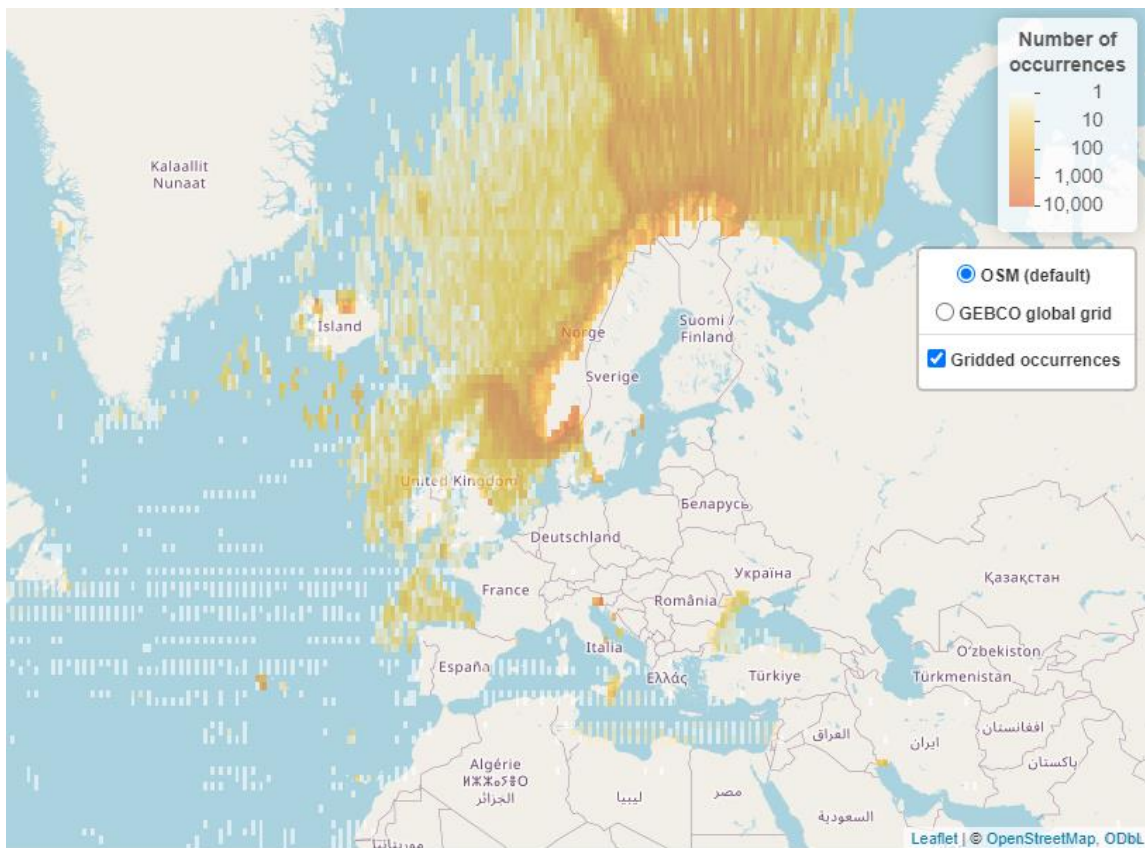 Number of
occurrences
1
10
100
1,000
10,000
OSM (default)
GEBCO global grid
Gridded occurrences
Kalaallit
Nunaat
Ísland
Norge
Suomi /
Finland
Sverige
United Kingdom
Беларусь
Deutschland
Україна
Қазақстан
France
România
Italia
O'zbekiston
España
Ελλάς
Türkiye
Türkmenistan
افغانستان
العراق
ایران
پاکستان
Algérie
ⵍⵣⵣⴰⵢⴻⵔ
الجزائر
ليبيا
مصر
السعودية
موريتانيا
Leaflet | © OpenStreetMap, ODbL